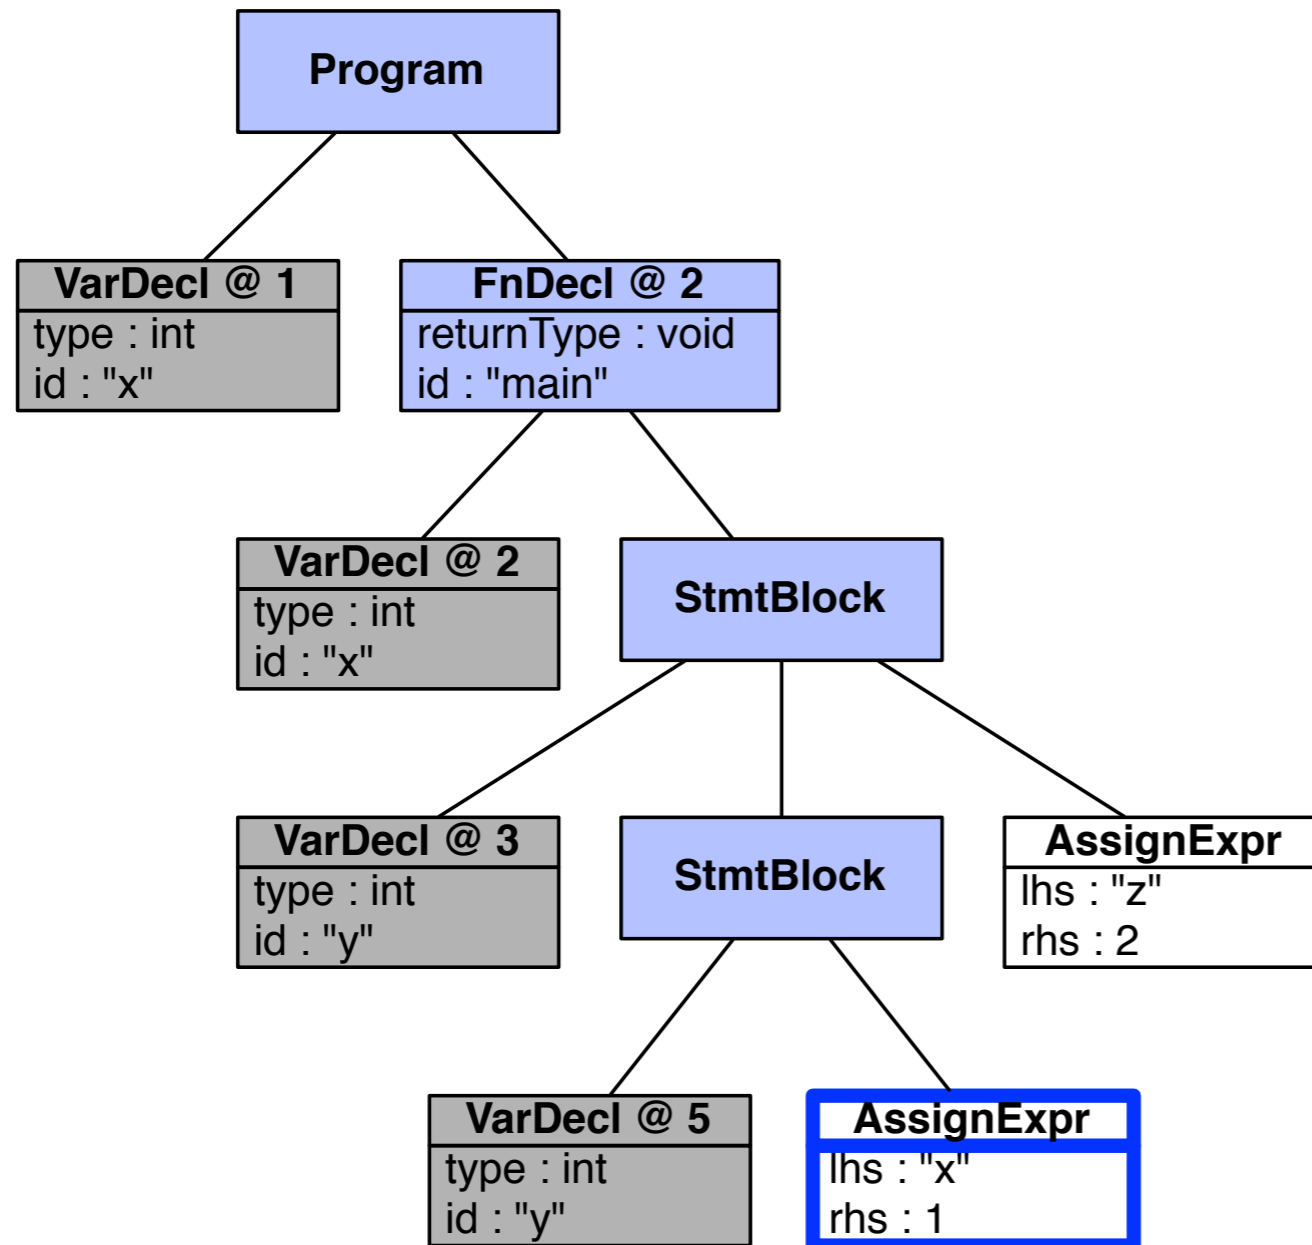 Program
VarDecl @ 1
type : int
id : "x"
FnDecl @ 2
returnType : void
id : "main"
VarDecl @ 2
type : int
id : "x"
StmtBlock
VarDecl @ 3
type : int
id : "y"
StmtBlock
AssignExpr
lhs : "z"
rhs : 2
VarDecl @ 5
type : int
id : "y"
AssignExpr
lhs : "x"
rhs : 1